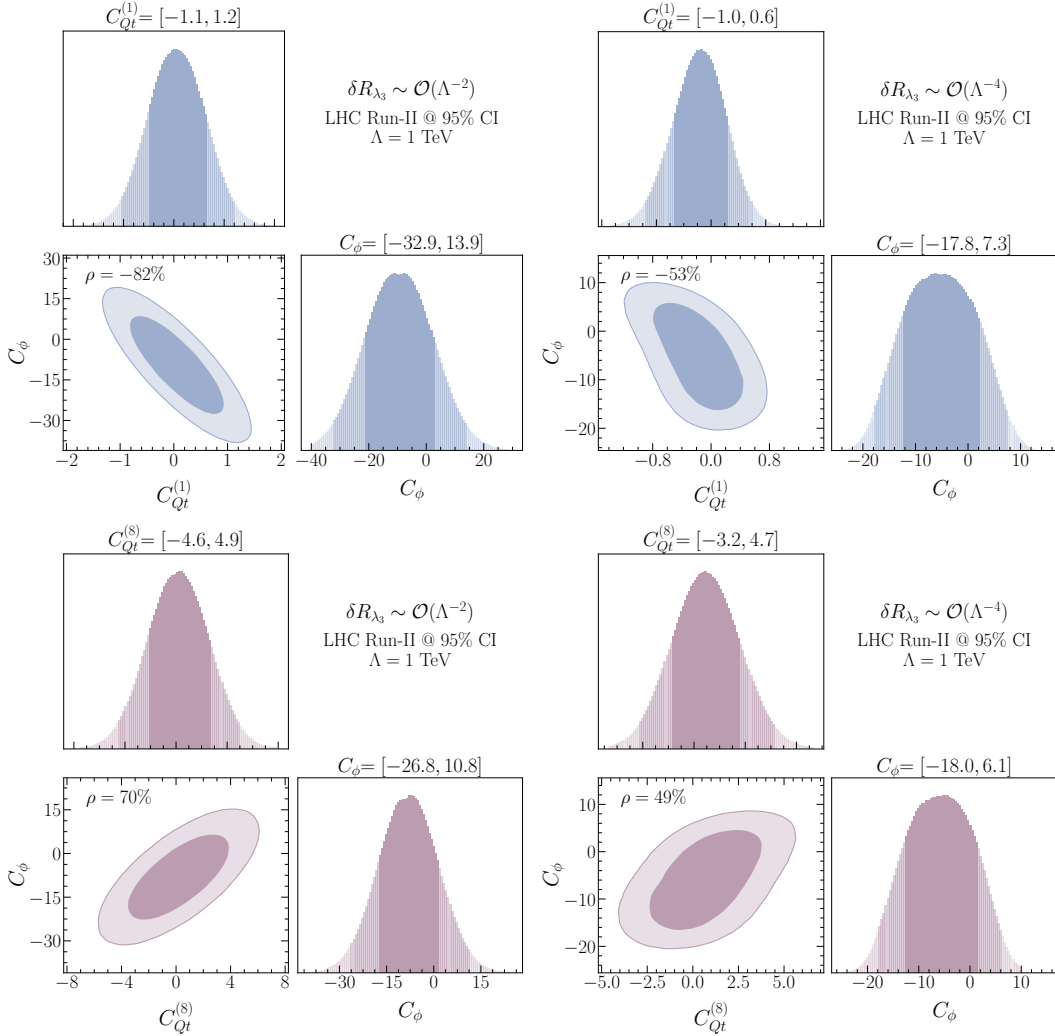 C_{Qt}^{(1)} = [−1.1, 1.2]
δR_{λ_3} ∼ 𝒪(Λ^{−2})
LHC Run-II @ 95% CI
Λ = 1 TeV
C_ϕ = [−32.9, 13.9]
ρ = −82%
C_ϕ
30
15
0
−15
−30
−2 −1 0 1 2
C_{Qt}^{(1)}
−40 −20 0 20
C_ϕ
C_{Qt}^{(1)} = [−1.0, 0.6]
δR_{λ_3} ∼ 𝒪(Λ^{−4})
LHC Run-II @ 95% CI
Λ = 1 TeV
C_ϕ = [−17.8, 7.3]
ρ = −53%
C_ϕ
10
0
−10
−20
−0.8 0.0 0.8
C_{Qt}^{(1)}
−20 −10 0 10
C_ϕ
C_{Qt}^{(8)} = [−4.6, 4.9]
δR_{λ_3} ∼ 𝒪(Λ^{−2})
LHC Run-II @ 95% CI
Λ = 1 TeV
C_ϕ = [−26.8, 10.8]
ρ = 70%
C_ϕ
15
0
−15
−30
−8 −4 0 4 8
C_{Qt}^{(8)}
−30 −15 0 15
C_ϕ
C_{Qt}^{(8)} = [−3.2, 4.7]
δR_{λ_3} ∼ 𝒪(Λ^{−4})
LHC Run-II @ 95% CI
Λ = 1 TeV
C_ϕ = [−18.0, 6.1]
ρ = 49%
C_ϕ
10
0
−10
−20
−5.0 −2.5 0.0 2.5 5.0
C_{Qt}^{(8)}
−20 −10 0 10
C_ϕ